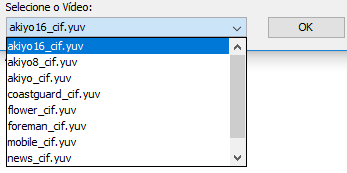 Selecione o Vídeo:
akiyo16_cif.yuv
OK
akiyo16_cif.yuv
akiyo8_cif.yuv
akiyo_cif.yuv
coastguard_cif.yuv
flower_cif.yuv
foreman_cif.yuv
mobile_cif.yuv
news_cif.yuv